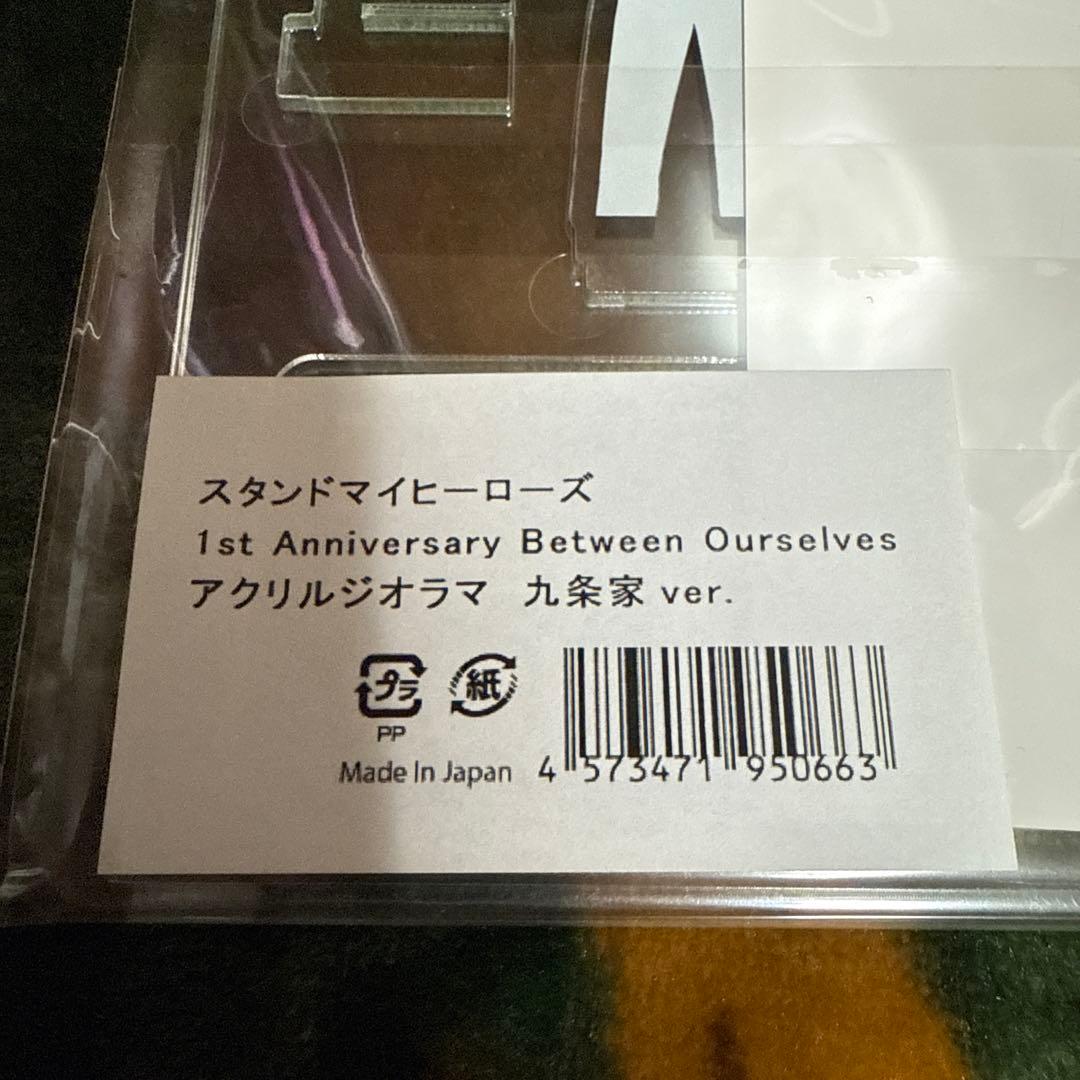 スタンドマイヒーローズ
1st Anniversary Between Ourselves
アクリルジオラマ 九条家 ver.
プラ 紙
PP
Made In Japan 4 573471 950663